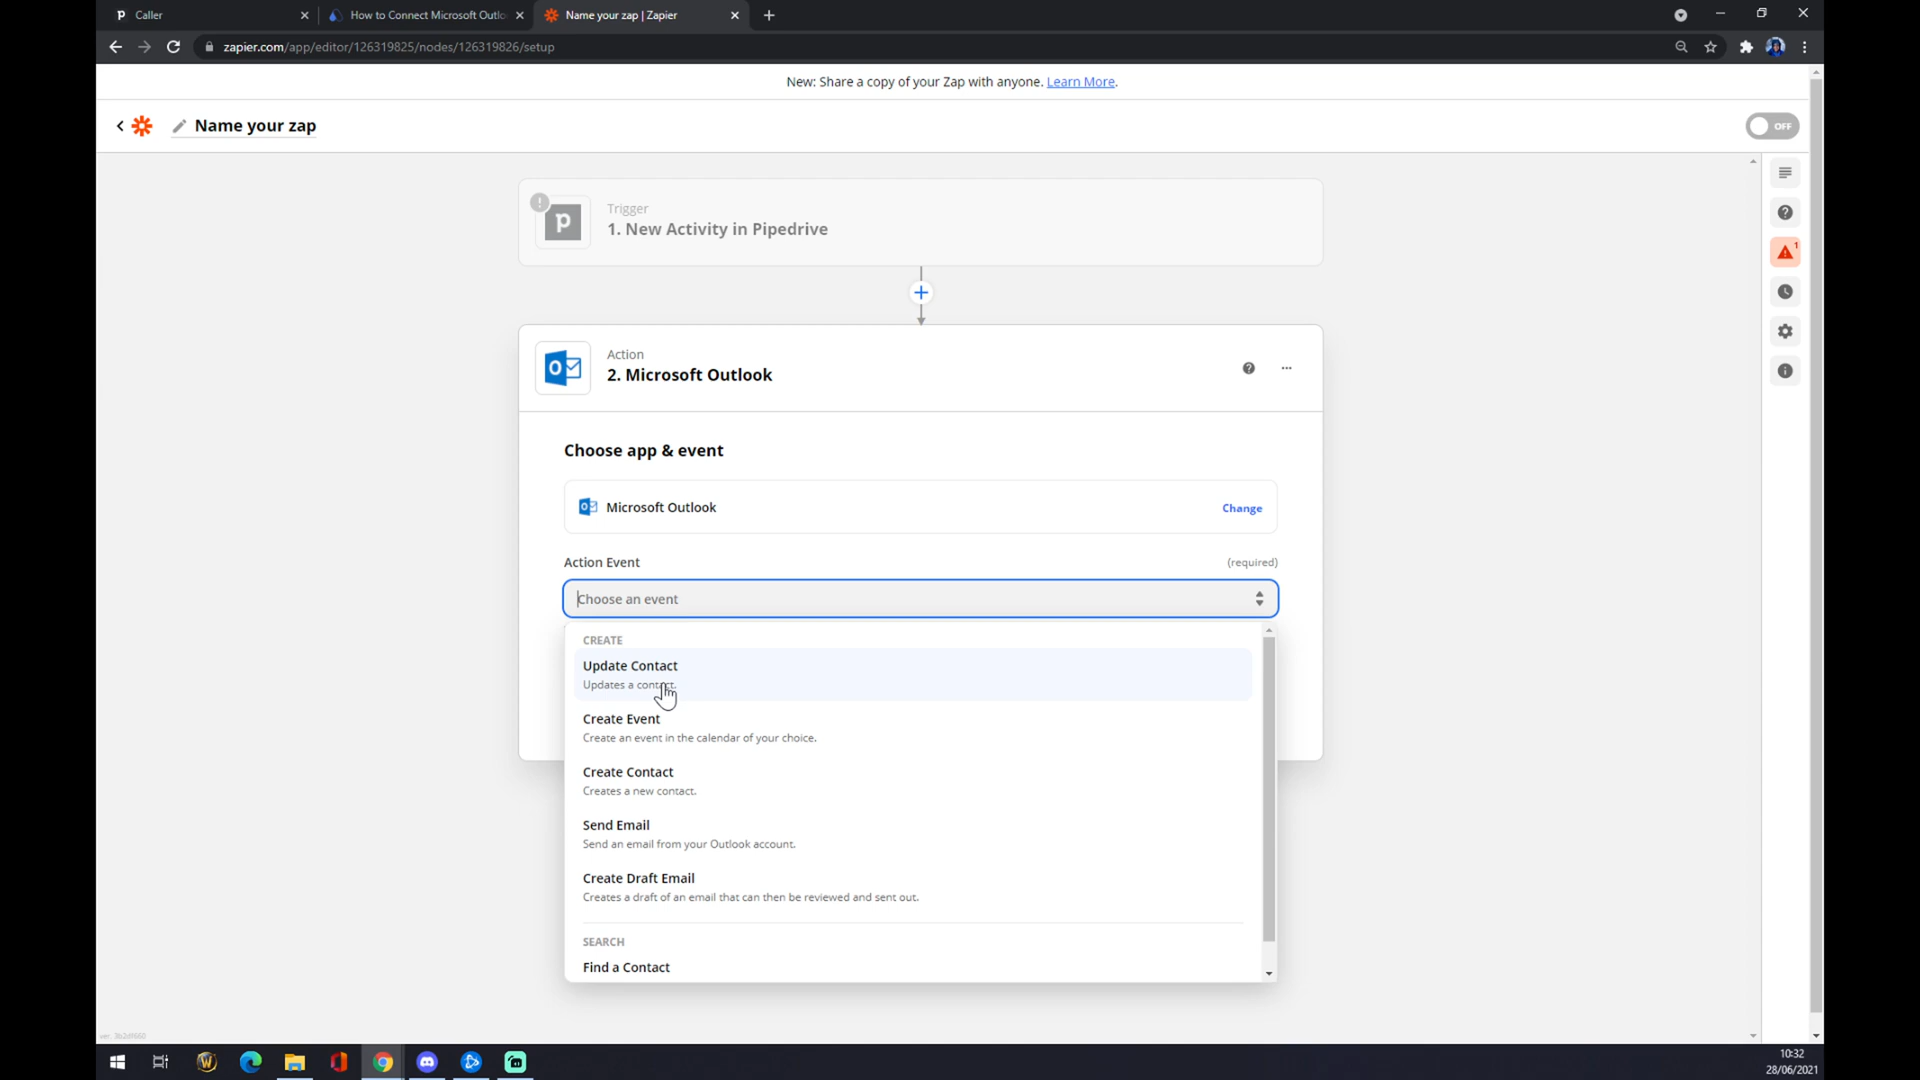 Caller
How to Connect Microsoft Outlo
Name your zap | Zapier
zapier.com/app/editor/126319825/nodes/126319826/setup
New: Share a copy of your Zap with anyone. Learn More.
Name your zap
OFF
Trigger
1. New Activity in Pipedrive
1
Action
2. Microsoft Outlook
Choose app & event
Microsoft Outlook
Change
Action Event
(required)
Choose an event
CREATE
Update Contact
Updates a contact.
Create Event
Create an event in the calendar of your choice.
Create Contact
Creates a new contact.
Send Email
Send an email from your Outlook account.
Create Draft Email
Creates a draft of an email that can then be reviewed and sent out.
SEARCH
Find a Contact
10:32
28/06/2021